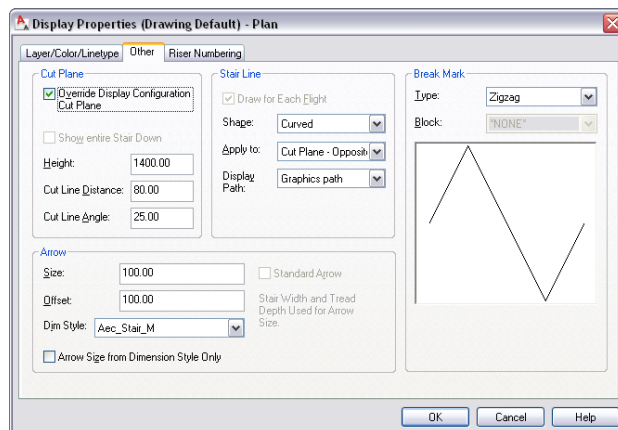 Display Properties (Drawing Default) - Plan
Layer/Color/Linetype
Other
Riser Numbering
Cut Plane
Override Display Configuration
Cut Plane
Show entire Stair Down
Height: 1400.00
Cut Line Distance: 80.00
Cut Line Angle: 25.00
Stair Line
Draw for Each Flight
Shape: Curved
Apply to: Cut Plane - Opposit
Display
Path: Graphics path
Break Mark
Type: Zigzag
Block: *NONE*
Arrow
Size: 100.00
Offset: 100.00
Dim Style: Aec_Stair_M
Arrow Size from Dimension Style Only
Standard Arrow
Stair Width and Tread
Depth Used for Arrow
Size.
OK
Cancel
Help